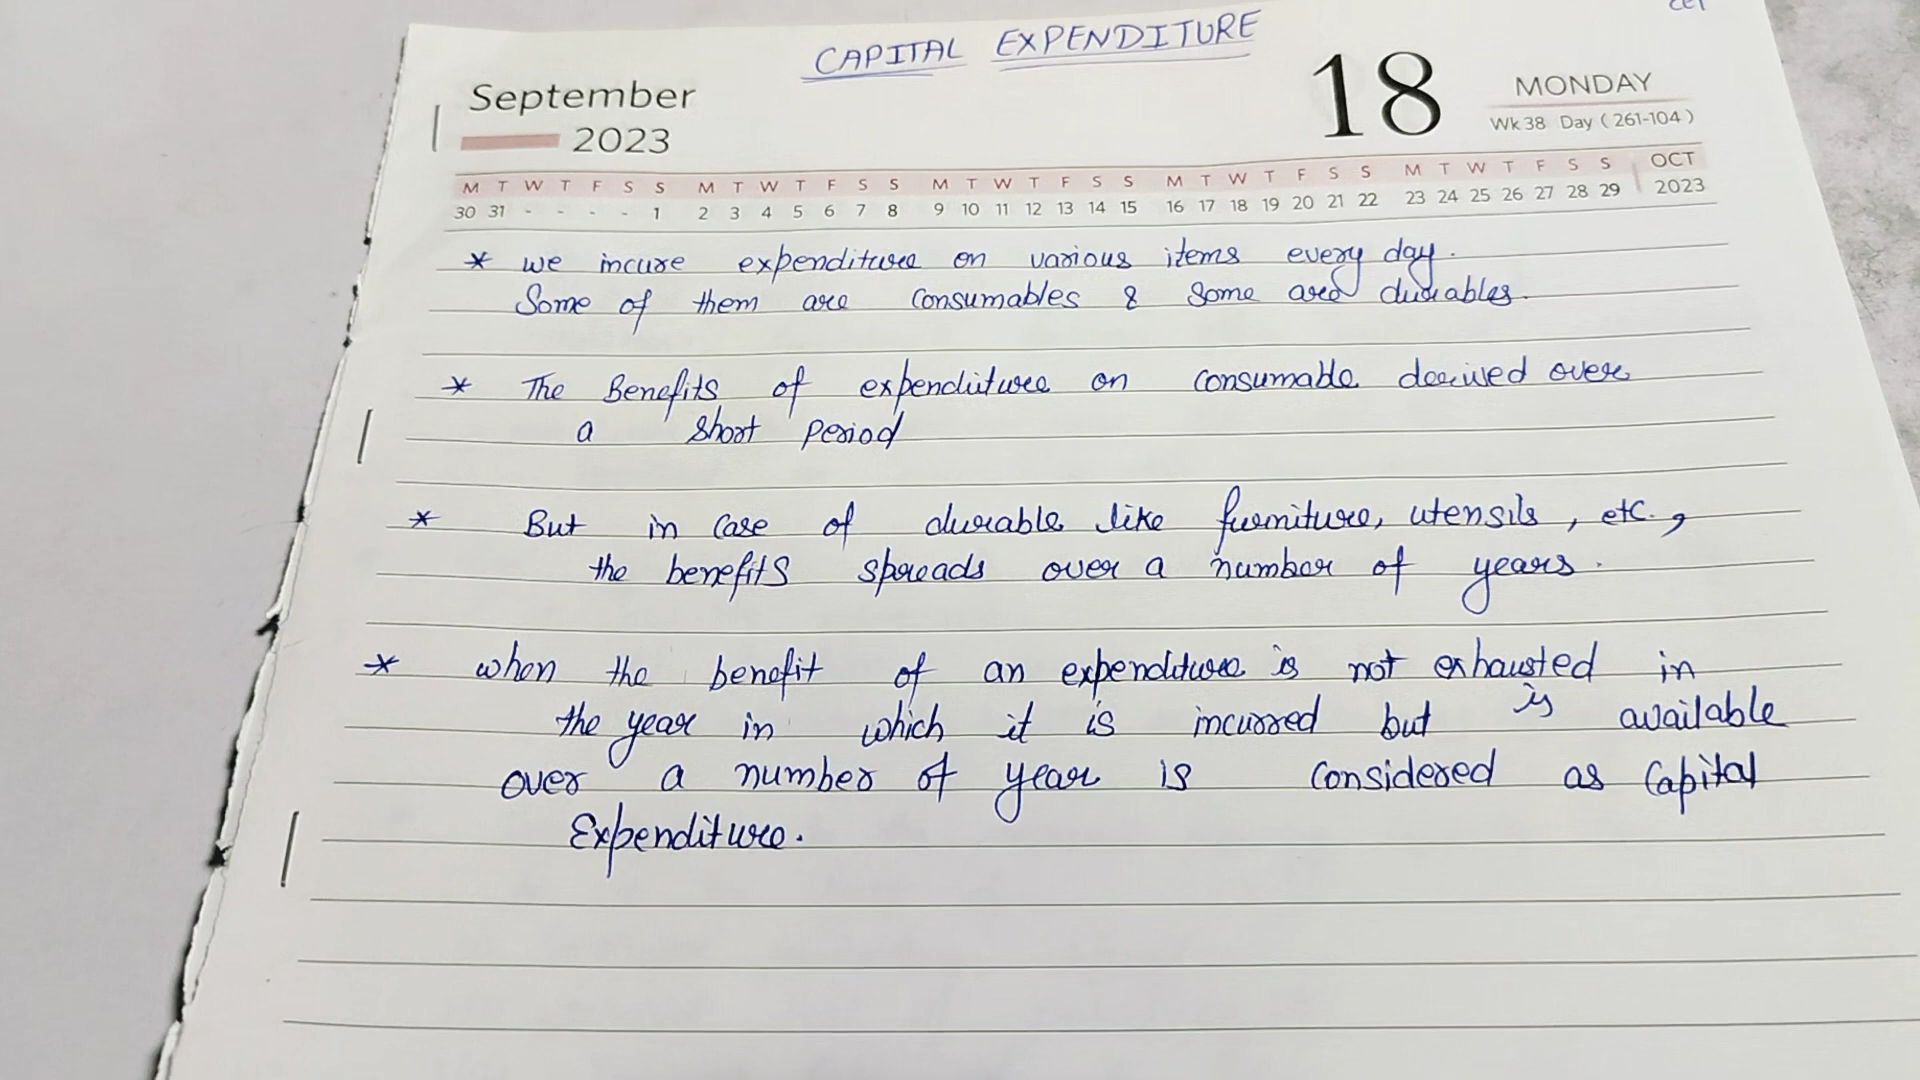 CAPITAL EXPENDITURE
September
2023
18
MONDAY
Wk 38 Day (261-104)
M T W T F S S M T W T F S S M T W T F S S M T W T F S S M T W T F S S OCT
30 31 - - - - 1 2 3 4 5 6 7 8 9 10 11 12 13 14 15 16 17 18 19 20 21 22 23 24 25 26 27 28 29 2023
* we incure expenditure on various items every day.
Some of them are Consumables & Some are durables.
* The Benefits of expenditure on consumable derived over
a short period
* But in Case of durable like furniture, utensils, etc.,
the benefits spreads over a number of years.
* when the benefit of an expenditure is not exhausted in
the year in which it is incurred but is available
over a number of year is Considered as Capital
Expenditure.